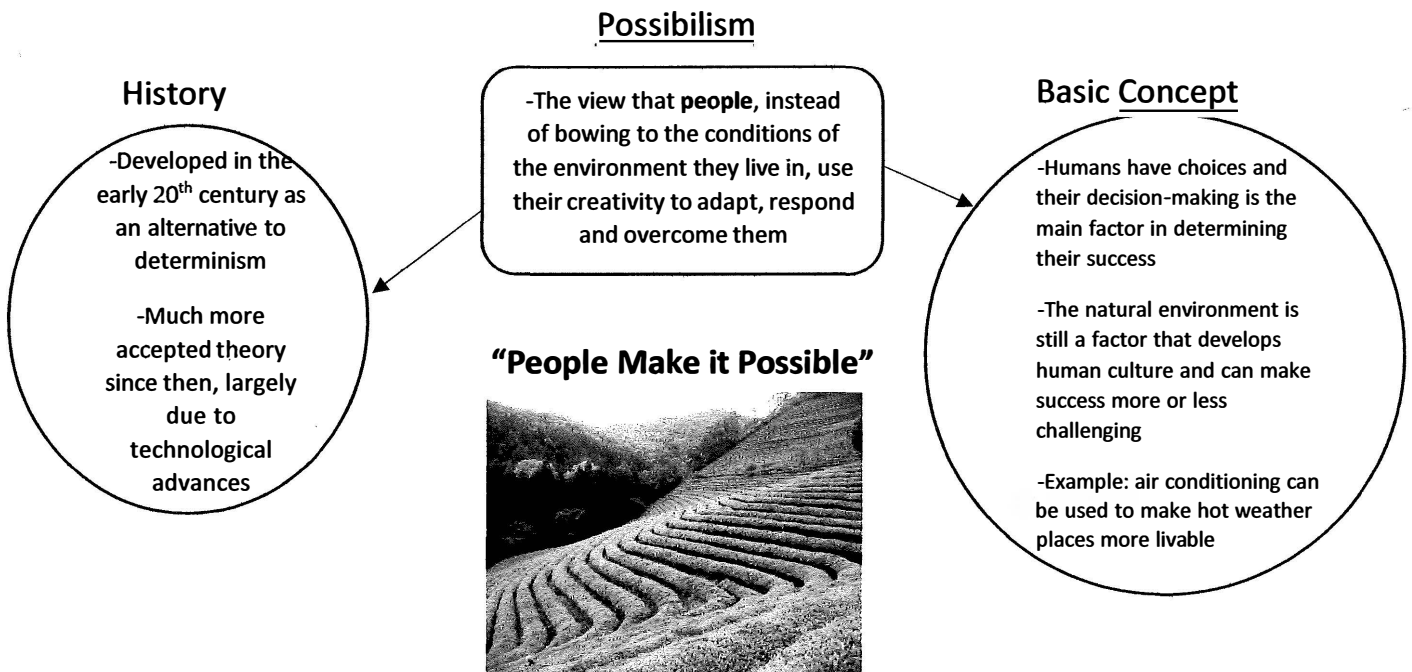 Possibilism
-The view that people, instead
of bowing to the conditions of
the environment they live in, use
their creativity to adapt, respond
and overcome them
History
-Developed in the
early 20th century as
an alternative to
determinism
-Much more
accepted theory
since then, largely
due to
technological
advances
Basic Concept
-Humans have choices and
their decision-making is the
main factor in determining
their success
-The natural environment is
still a factor that develops
human culture and can make
success more or less
challenging
-Example: air conditioning can
be used to make hot weather
places more livable
“People Make it Possible”